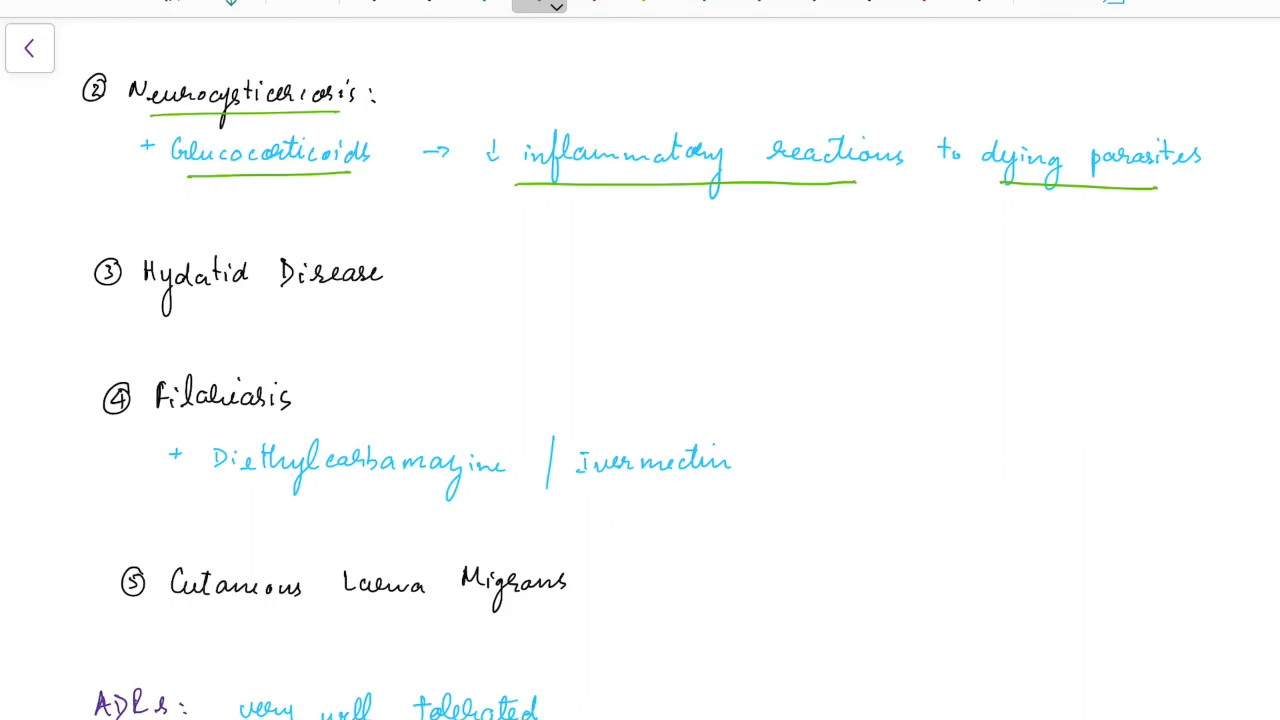 ② Neurocysticercosis:
+ Glucocorticoids → ↓ inflammatory reactions to dying parasites
③ Hydatid Disease
④ Filariasis
+ Diethylcarbamazine / Ivermectin
⑤ Cutaneous Larva Migrans
ADRs: very well tolerated